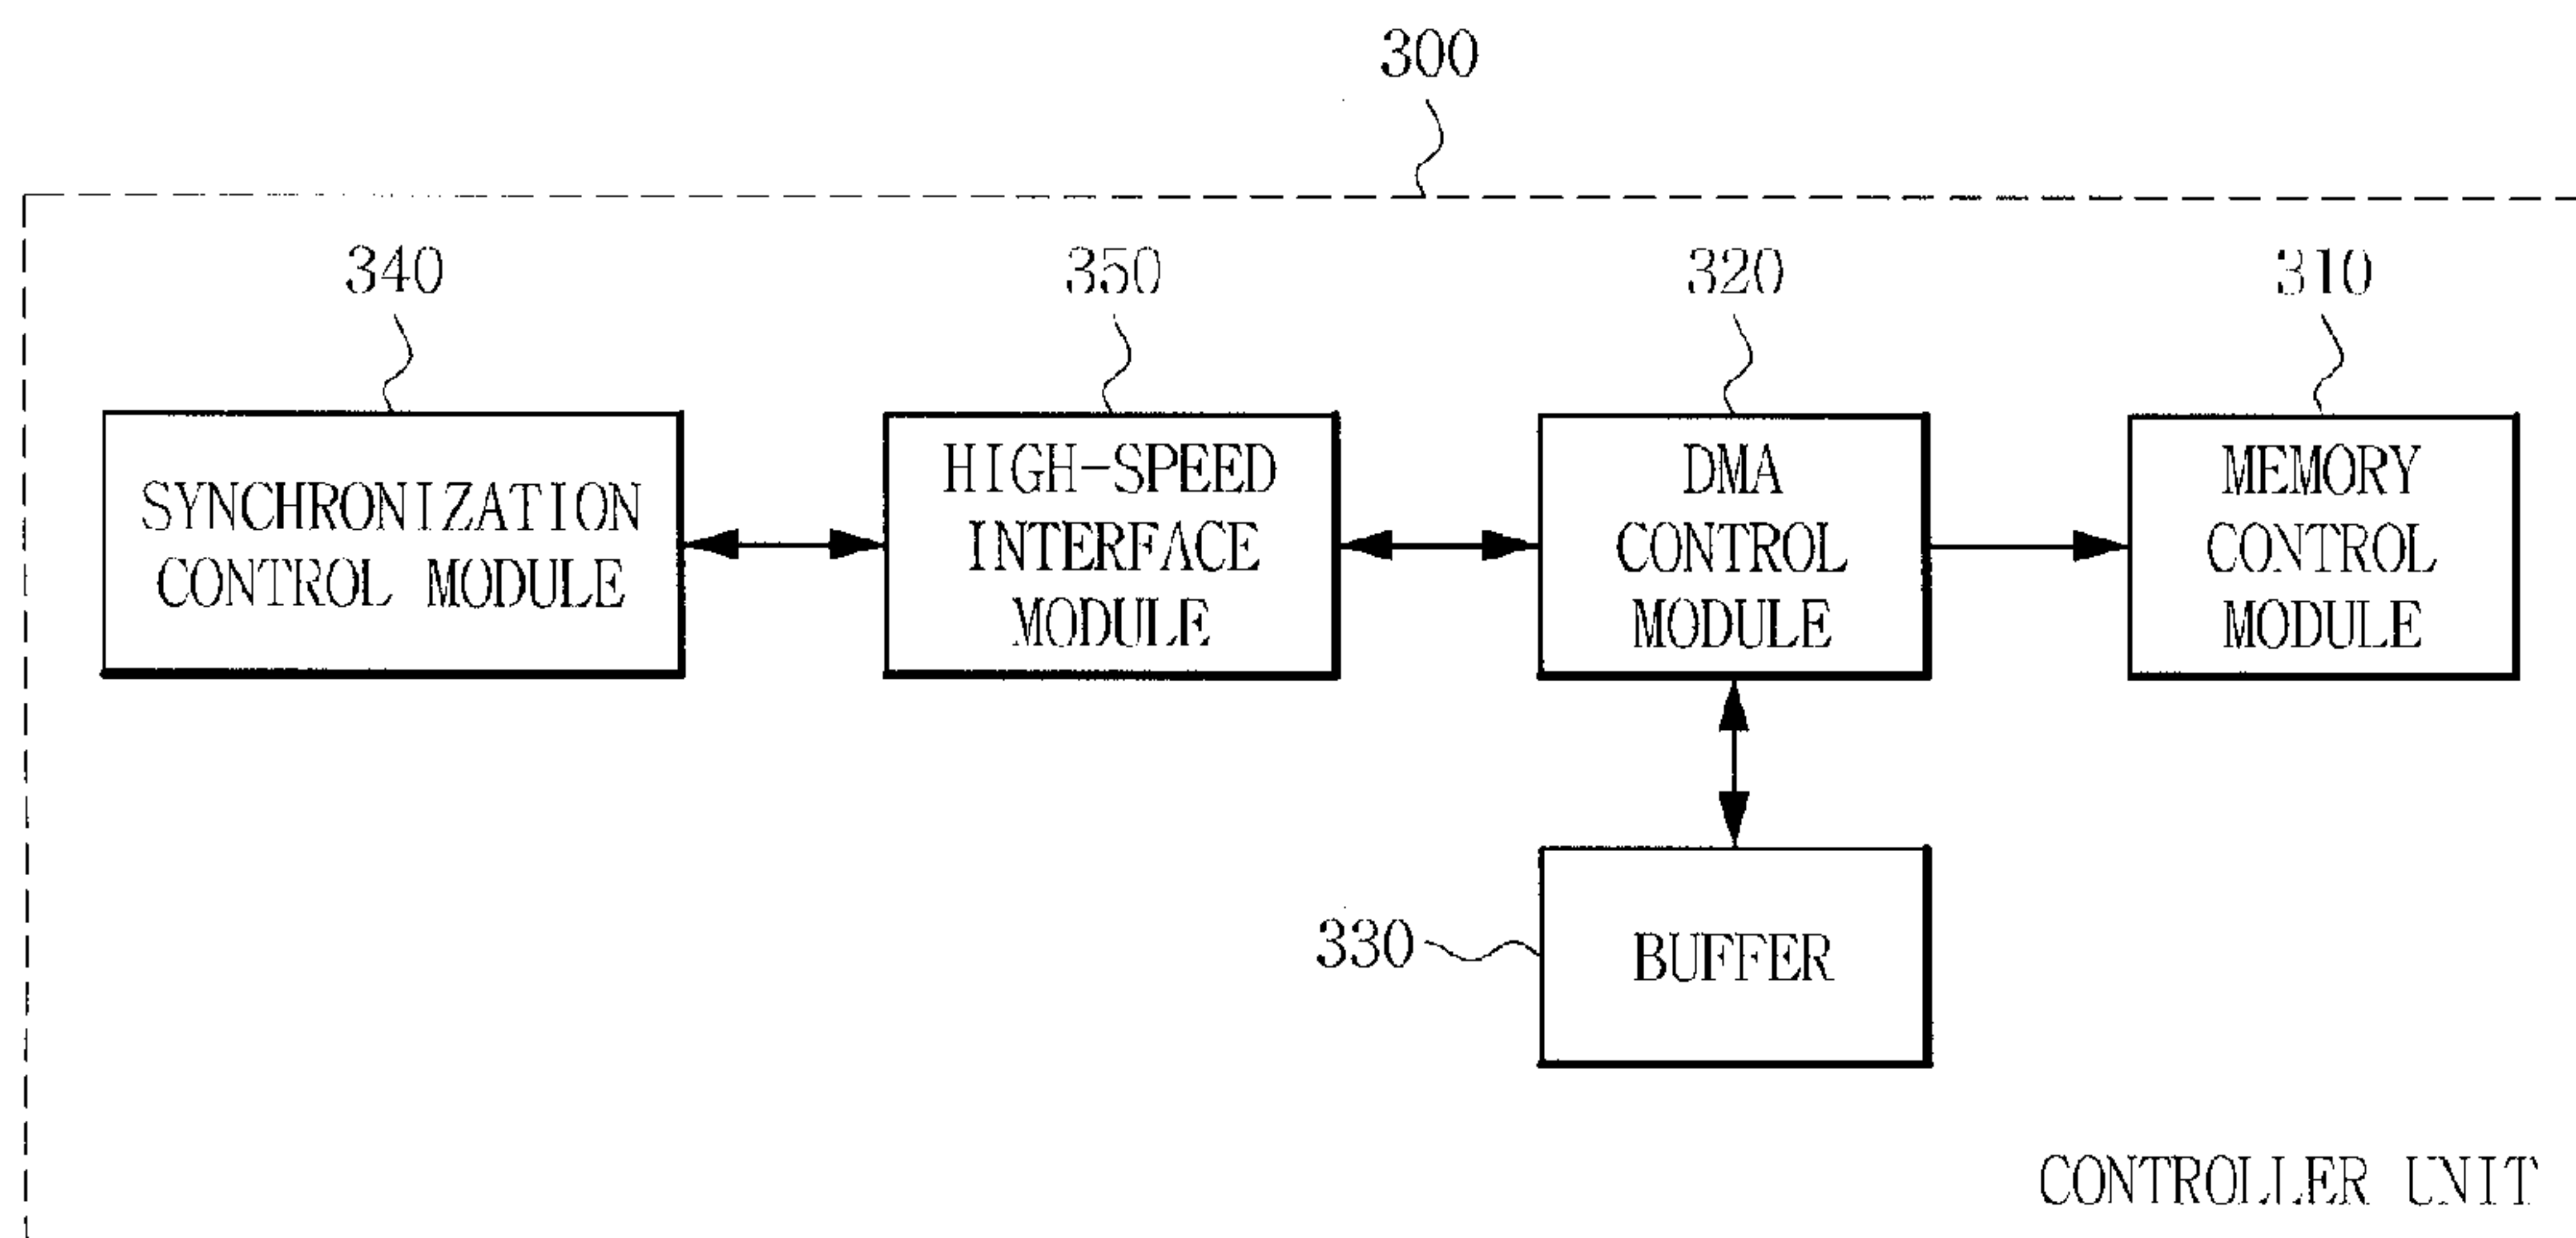 300
340
350
320
310
SYNCHRONIZATION
CONTROL MODULE
HIGH-SPEED
INTERFACE
MODULE
DMA
CONTROL
MODULE
MEMORY
CONTROL
MODULE
330
BUFFER
CONTROLLER UNIT